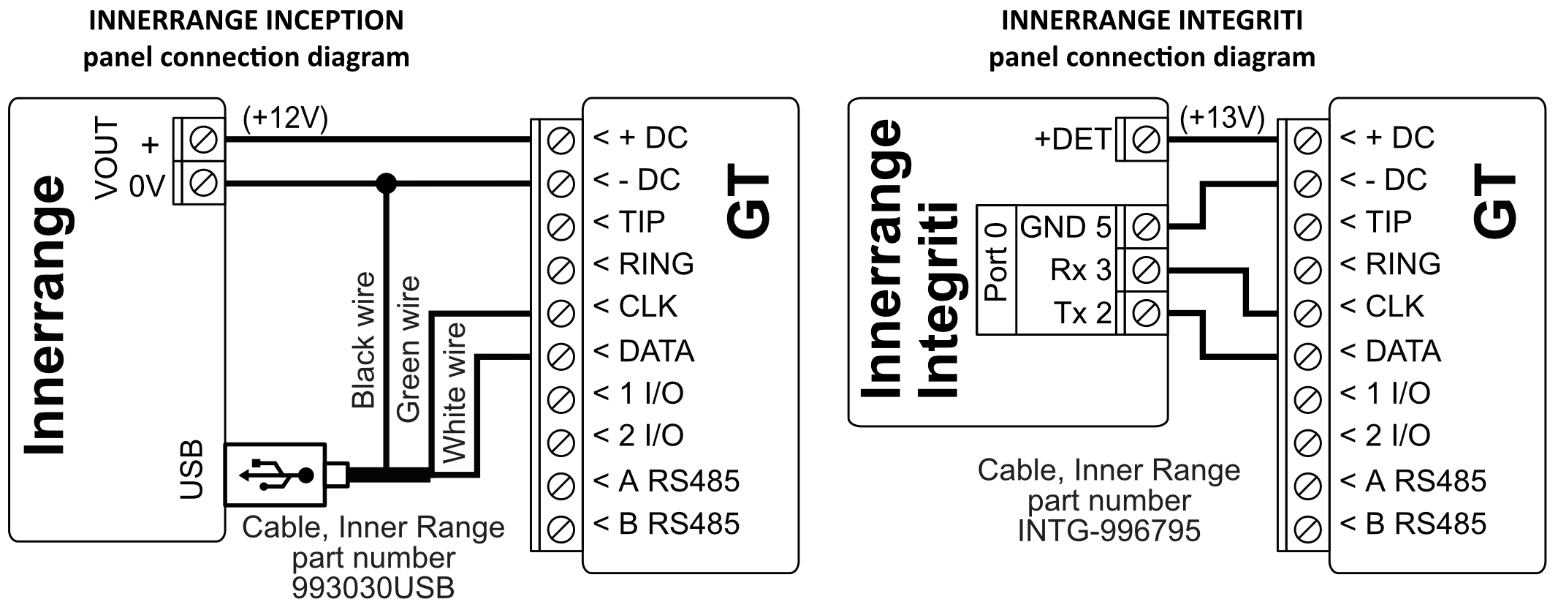 INNERRANGE INCEPTION
panel connection diagram
Innerrange
VOUT
+
0V
(+12V)
USB
Black wire
Green wire
White wire
Cable, Inner Range
part number
993030USB
< + DC
< - DC
< TIP
< RING
< CLK
< DATA
< 1 I/O
< 2 I/O
< A RS485
< B RS485
GT
INNERRANGE INTEGRITI
panel connection diagram
Innerrange
Integriti
+DET
(+13V)
Port 0
GND 5
Rx 3
Tx 2
Cable, Inner Range
part number
INTG-996795
< + DC
< - DC
< TIP
< RING
< CLK
< DATA
< 1 I/O
< 2 I/O
< A RS485
< B RS485
GT